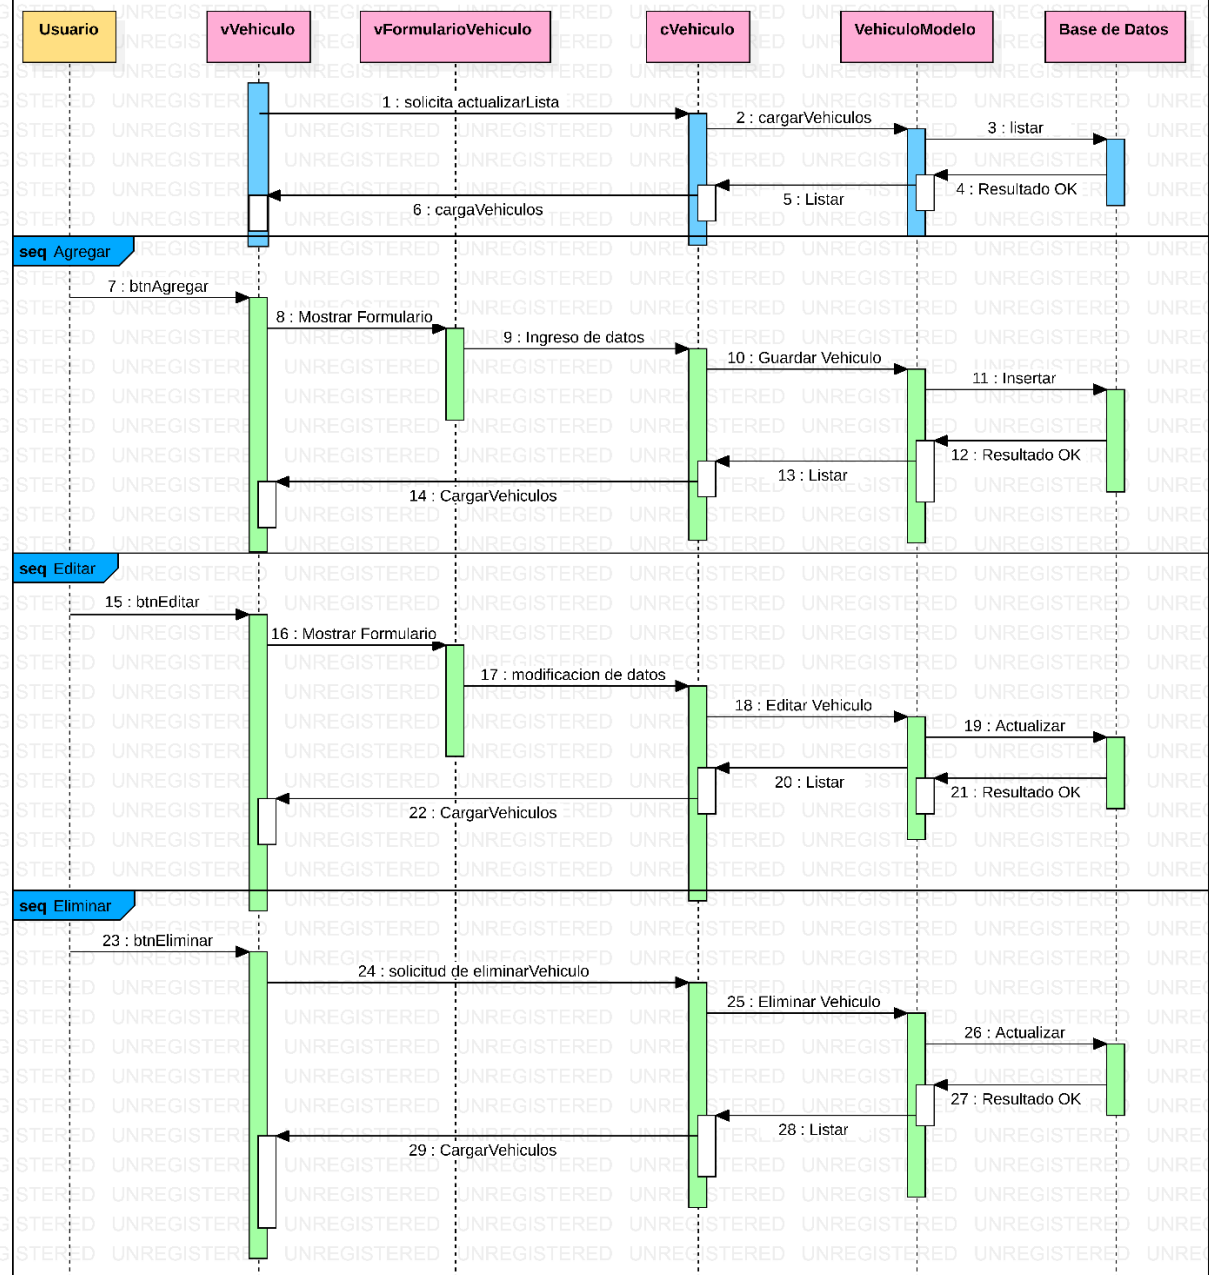 Usuario
vVehiculo
vFormularioVehiculo
cVehiculo
VehiculoModelo
Base de Datos
1 : solicita actualizarLista
2 : cargarVehiculos
3 : listar
4 : Resultado OK
5 : Listar
6 : cargaVehiculos
seq Agregar
7 : btnAgregar
8 : Mostrar Formulario
9 : Ingreso de datos
10 : Guardar Vehiculo
11 : Insertar
12 : Resultado OK
13 : Listar
14 : CargarVehiculos
seq Editar
15 : btnEditar
16 : Mostrar Formulario
17 : modificacion de datos
18 : Editar Vehiculo
19 : Actualizar
20 : Listar
21 : Resultado OK
22 : CargarVehiculos
seq Eliminar
23 : btnEliminar
24 : solicitud de eliminarVehiculo
25 : Eliminar Vehiculo
26 : Actualizar
27 : Resultado OK
28 : Listar
29 : CargarVehiculos
UNREGISTERED